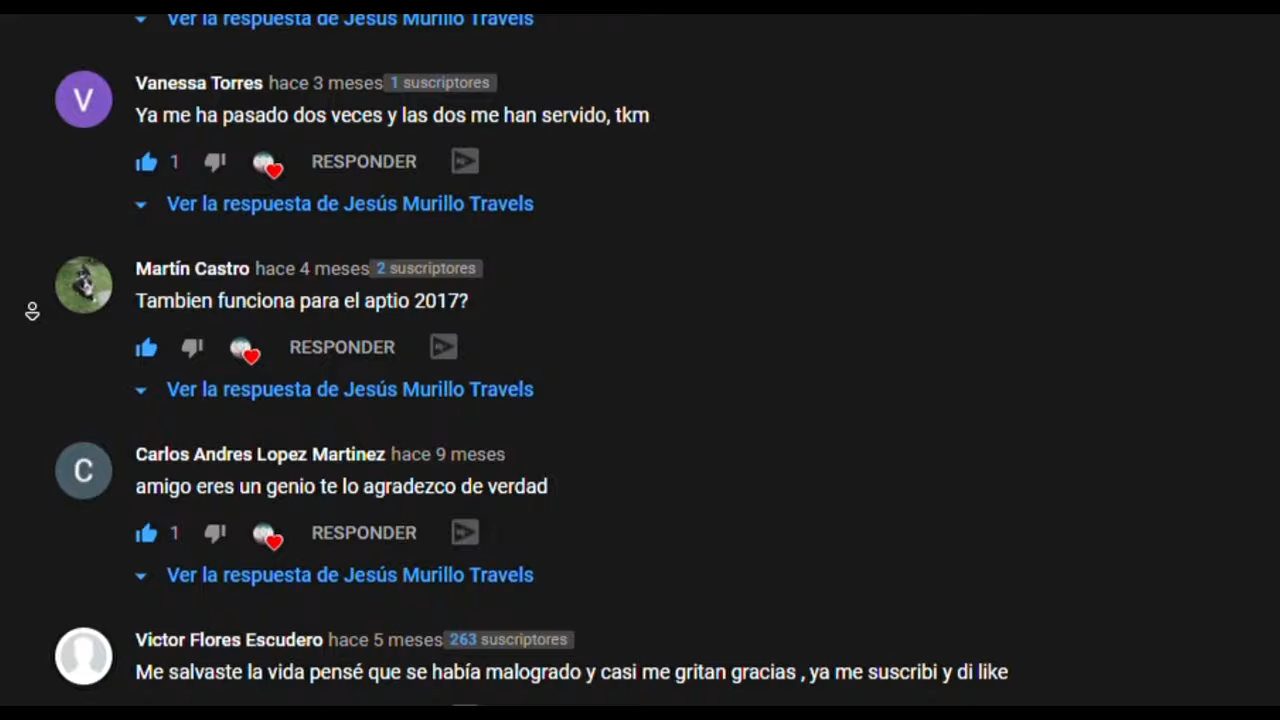 Ver la respuesta de Jesús Murillo Travels
Vanessa Torres hace 3 meses 1 suscriptores
Ya me ha pasado dos veces y las dos me han servido, tkm
1 RESPONDER
Ver la respuesta de Jesús Murillo Travels
Martín Castro hace 4 meses 2 suscriptores
Tambien funciona para el aptio 2017?
RESPONDER
Ver la respuesta de Jesús Murillo Travels
C
Carlos Andres Lopez Martinez hace 9 meses
amigo eres un genio te lo agradezco de verdad
1 RESPONDER
Ver la respuesta de Jesús Murillo Travels
Victor Flores Escudero hace 5 meses 263 suscriptores
Me salvaste la vida pensé que se había malogrado y casi me gritan gracias , ya me suscribi y di like